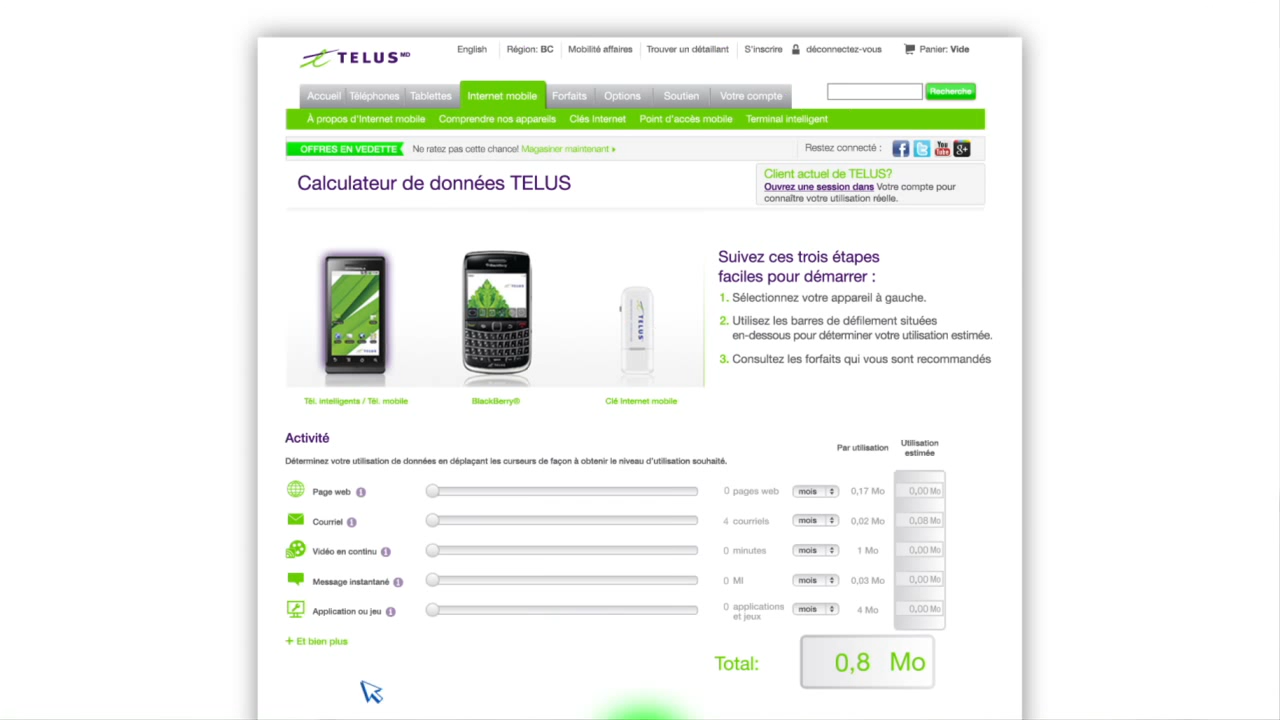 TELUS MD
English Région: BC Mobilité affaires Trouver un détaillant S'inscrire déconnectez-vous Panier: Vide
Accueil Téléphones Tablettes Internet mobile Forfaits Options Soutien Votre compte Recherche
À propos d'Internet mobile Comprendre nos appareils Clés Internet Point d'accès mobile Terminal intelligent
OFFRES EN VEDETTE Ne ratez pas cette chance! Magasiner maintenant Restez connecté :
Calculateur de données TELUS
Client actuel de TELUS?
Ouvrez une session dans Votre compte pour
connaître votre utilisation réelle.
Suivez ces trois étapes
faciles pour démarrer :
1. Sélectionnez votre appareil à gauche.
2. Utilisez les barres de défilement situées
en-dessous pour déterminer votre utilisation estimée.
3. Consultez les forfaits qui vous sont recommandés
TELUS
Tél. intelligents / Tél. mobile BlackBerry® Clé Internet mobile
Activité
Déterminez votre utilisation de données en déplaçant les curseurs de façon à obtenir le niveau d'utilisation souhaité.
Par utilisation Utilisation
estimée
Page web 0 pages web mois 0,17 Mo 0,00 Mo
Courriel 4 courriels mois 0,02 Mo 0,08 Mo
Vidéo en continu 0 minutes mois 1 Mo 0,00 Mo
Message instantané 0 MI mois 0,03 Mo 0,00 Mo
Application ou jeu 0 applications
et jeux mois 4 Mo 0,00 Mo
+ Et bien plus
Total: 0,8 Mo